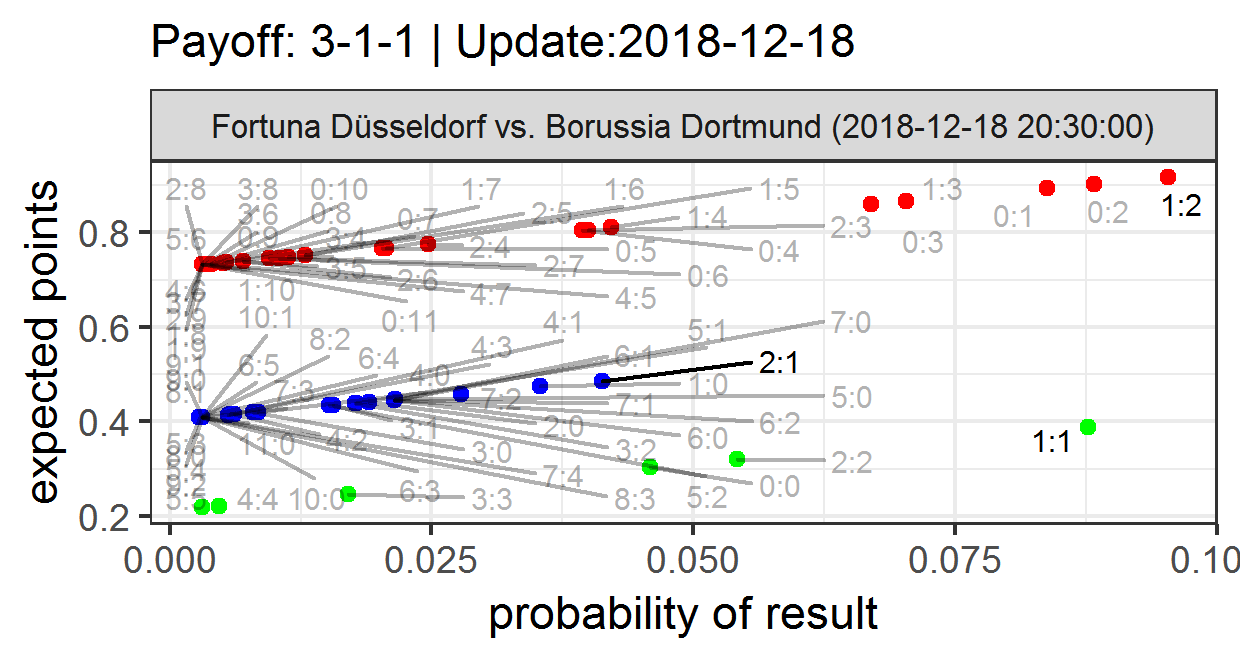 Payoff: 3-1-1 | Update:2018-12-18
Fortuna Düsseldorf vs. Borussia Dortmund (2018-12-18 20:30:00)
2:8 3:8 0:10 1:7 1:6 1:5 1:3
3:6 0:8 0:7 2:5 1:4 2:3 0:1 0:2 1:2
5:6 0:9 3:4 2:4 0:5 0:4 0:3
3:5 2:6 2:7 0:6
1:10 4:7 4:5
10:1 0:11 4:1 5:1 7:0
1:9 8:2 6:4 4:3 6:1 2:1
9:1 6:5 4:0 1:0
8:1 7:3 7:2 7:1 5:0
3:1 2:0 6:2
11:0 4:2 3:0 3:2 6:0 1:1
7:4 2:2
9:2 6:3 0:0
4:4 10:0 3:3 8:3 5:2
0.8
0.6
0.4
0.2
expected points
0.000 0.025 0.050 0.075 0.10
probability of result